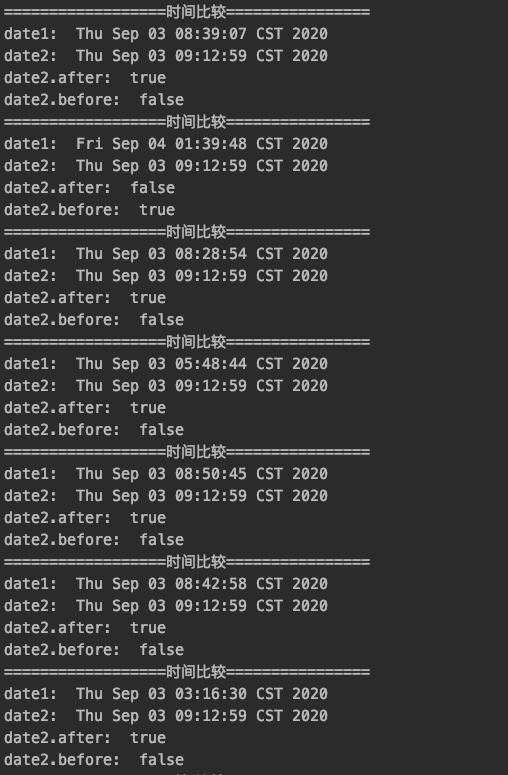 ==================时间比较================
date1:  Thu Sep 03 08:39:07 CST 2020
date2:  Thu Sep 03 09:12:59 CST 2020
date2.after:  true
date2.before:  false
==================时间比较================
date1:  Fri Sep 04 01:39:48 CST 2020
date2:  Thu Sep 03 09:12:59 CST 2020
date2.after:  false
date2.before:  true
==================时间比较================
date1:  Thu Sep 03 08:28:54 CST 2020
date2:  Thu Sep 03 09:12:59 CST 2020
date2.after:  true
date2.before:  false
==================时间比较================
date1:  Thu Sep 03 05:48:44 CST 2020
date2:  Thu Sep 03 09:12:59 CST 2020
date2.after:  true
date2.before:  false
==================时间比较================
date1:  Thu Sep 03 08:50:45 CST 2020
date2:  Thu Sep 03 09:12:59 CST 2020
date2.after:  true
date2.before:  false
==================时间比较================
date1:  Thu Sep 03 08:42:58 CST 2020
date2:  Thu Sep 03 09:12:59 CST 2020
date2.after:  true
date2.before:  false
==================时间比较================
date1:  Thu Sep 03 03:16:30 CST 2020
date2:  Thu Sep 03 09:12:59 CST 2020
date2.after:  true
date2.before:  false